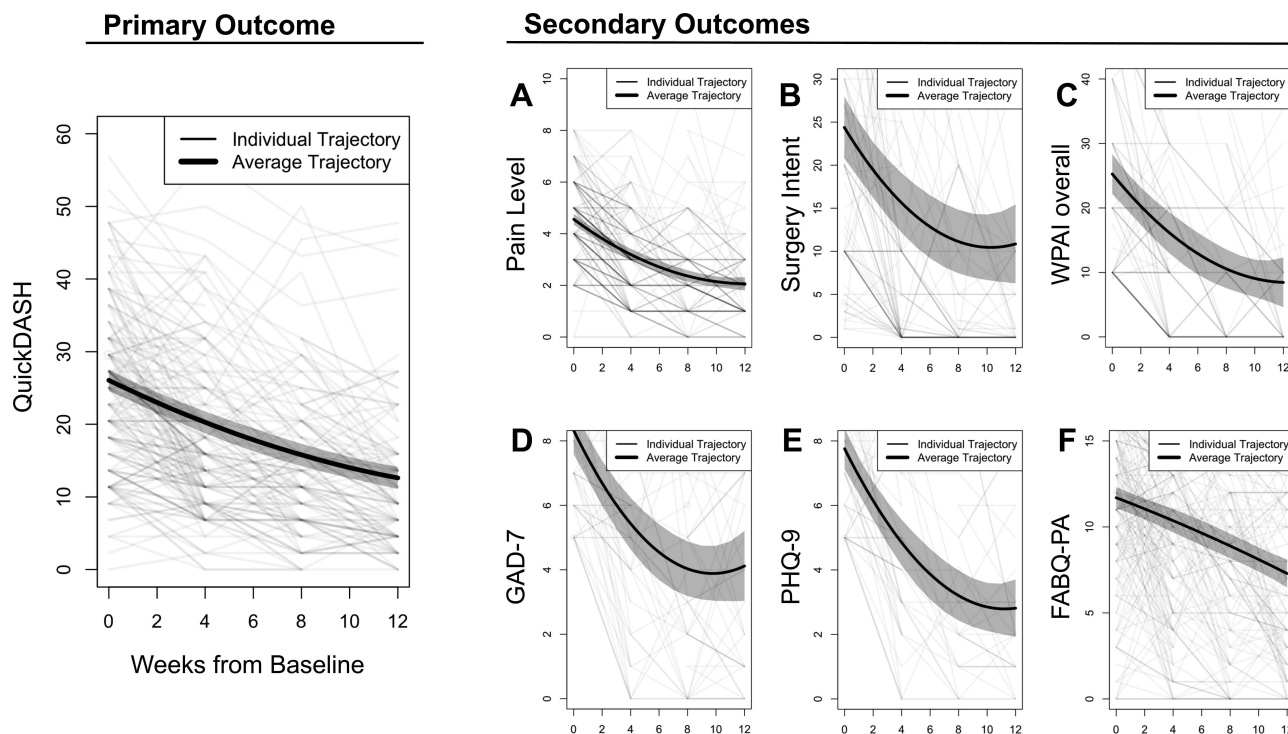 Primary Outcome
Secondary Outcomes
QuickDASH
60
50
40
30
20
10
0
Individual Trajectory
Average Trajectory
0 2 4 6 8 10 12
Weeks from Baseline
A
Pain Level
10
8
6
4
2
0
Individual Trajectory
Average Trajectory
0 2 4 6 8 10 12
B
Surgery Intent
30
25
20
15
10
5
0
Individual Trajectory
Average Trajectory
0 2 4 6 8 10 12
C
WPAI overall
40
30
20
10
0
Individual Trajectory
Average Trajectory
0 2 4 6 8 10 12
D
GAD-7
8
6
4
2
0
Individual Trajectory
Average Trajectory
0 2 4 6 8 10 12
E
PHQ-9
8
6
4
2
0
Individual Trajectory
Average Trajectory
0 2 4 6 8 10 12
F
FABQ-PA
15
10
5
0
Individual Trajectory
Average Trajectory
0 2 4 6 8 10 12